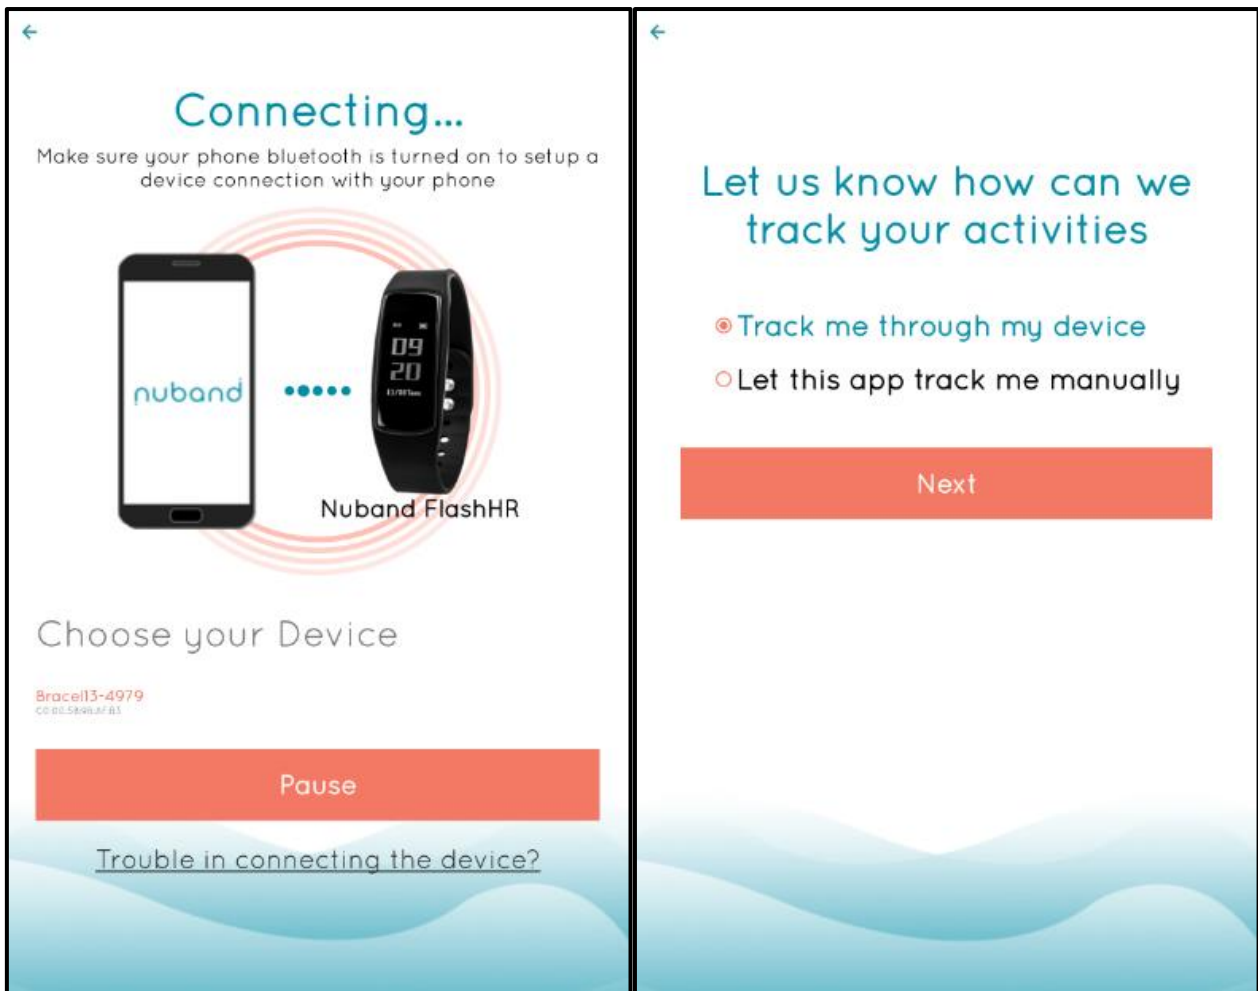 Connecting...
Make sure your phone bluetooth is turned on to setup a
device connection with your phone
nuband
09
20
Nuband FlashHR
Choose your Device
Bracel13-4979
Pause
Trouble in connecting the device?
Let us know how can we
track your activities
Track me through my device
Let this app track me manually
Next